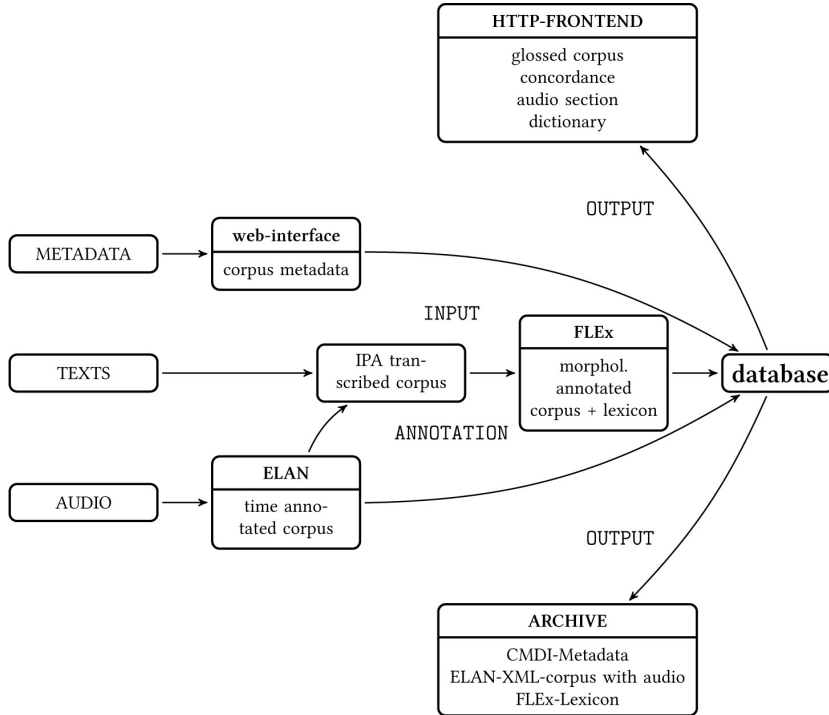 HTTP-FRONTEND
glossed corpus
concordance
audio section
dictionary
OUTPUT
METADATA
web-interface
corpus metadata
INPUT
TEXTS
IPA tran-
scribed corpus
FLEx
morphol.
annotated
corpus + lexicon
database
ANNOTATION
AUDIO
ELAN
time anno-
tated corpus
OUTPUT
ARCHIVE
CMDI-Metadata
ELAN-XML-corpus with audio
FLEx-Lexicon